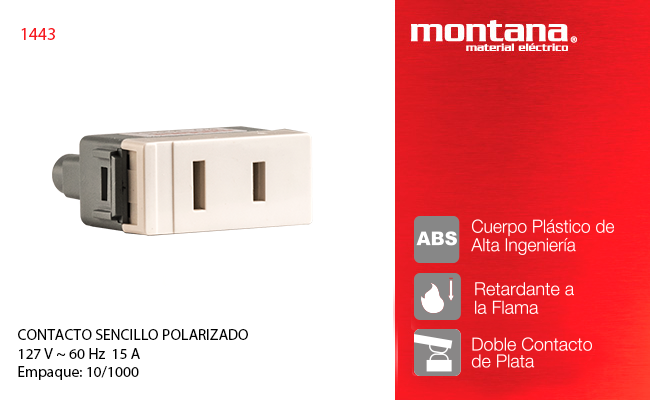 1443
CONTACTO SENCILLO POLARIZADO
127 V ~ 60 Hz 15 A
Empaque: 10/1000
montana®
material eléctrico
ABS
Cuerpo Plástico de
Alta Ingeniería
Retardante a
la Flama
Doble Contacto
de Plata